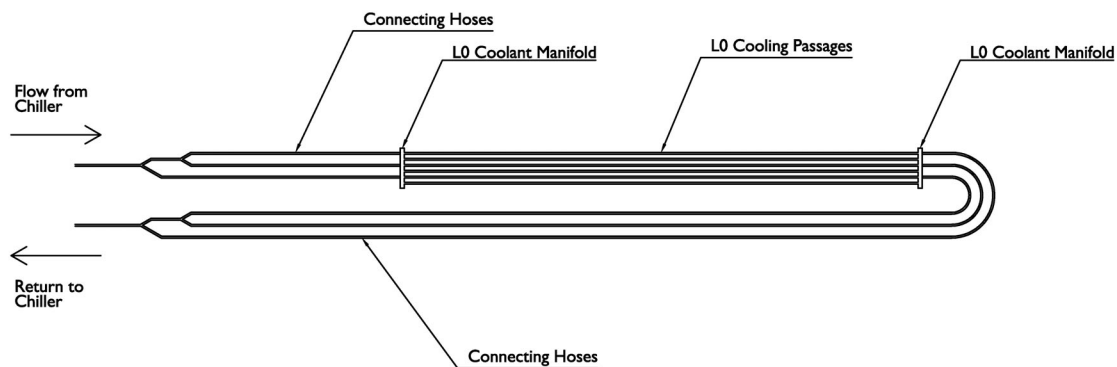 Connecting Hoses
L0 Coolant Manifold
L0 Cooling Passages
L0 Coolant Manifold
Flow from
Chiller
Return to
Chiller
Connecting Hoses